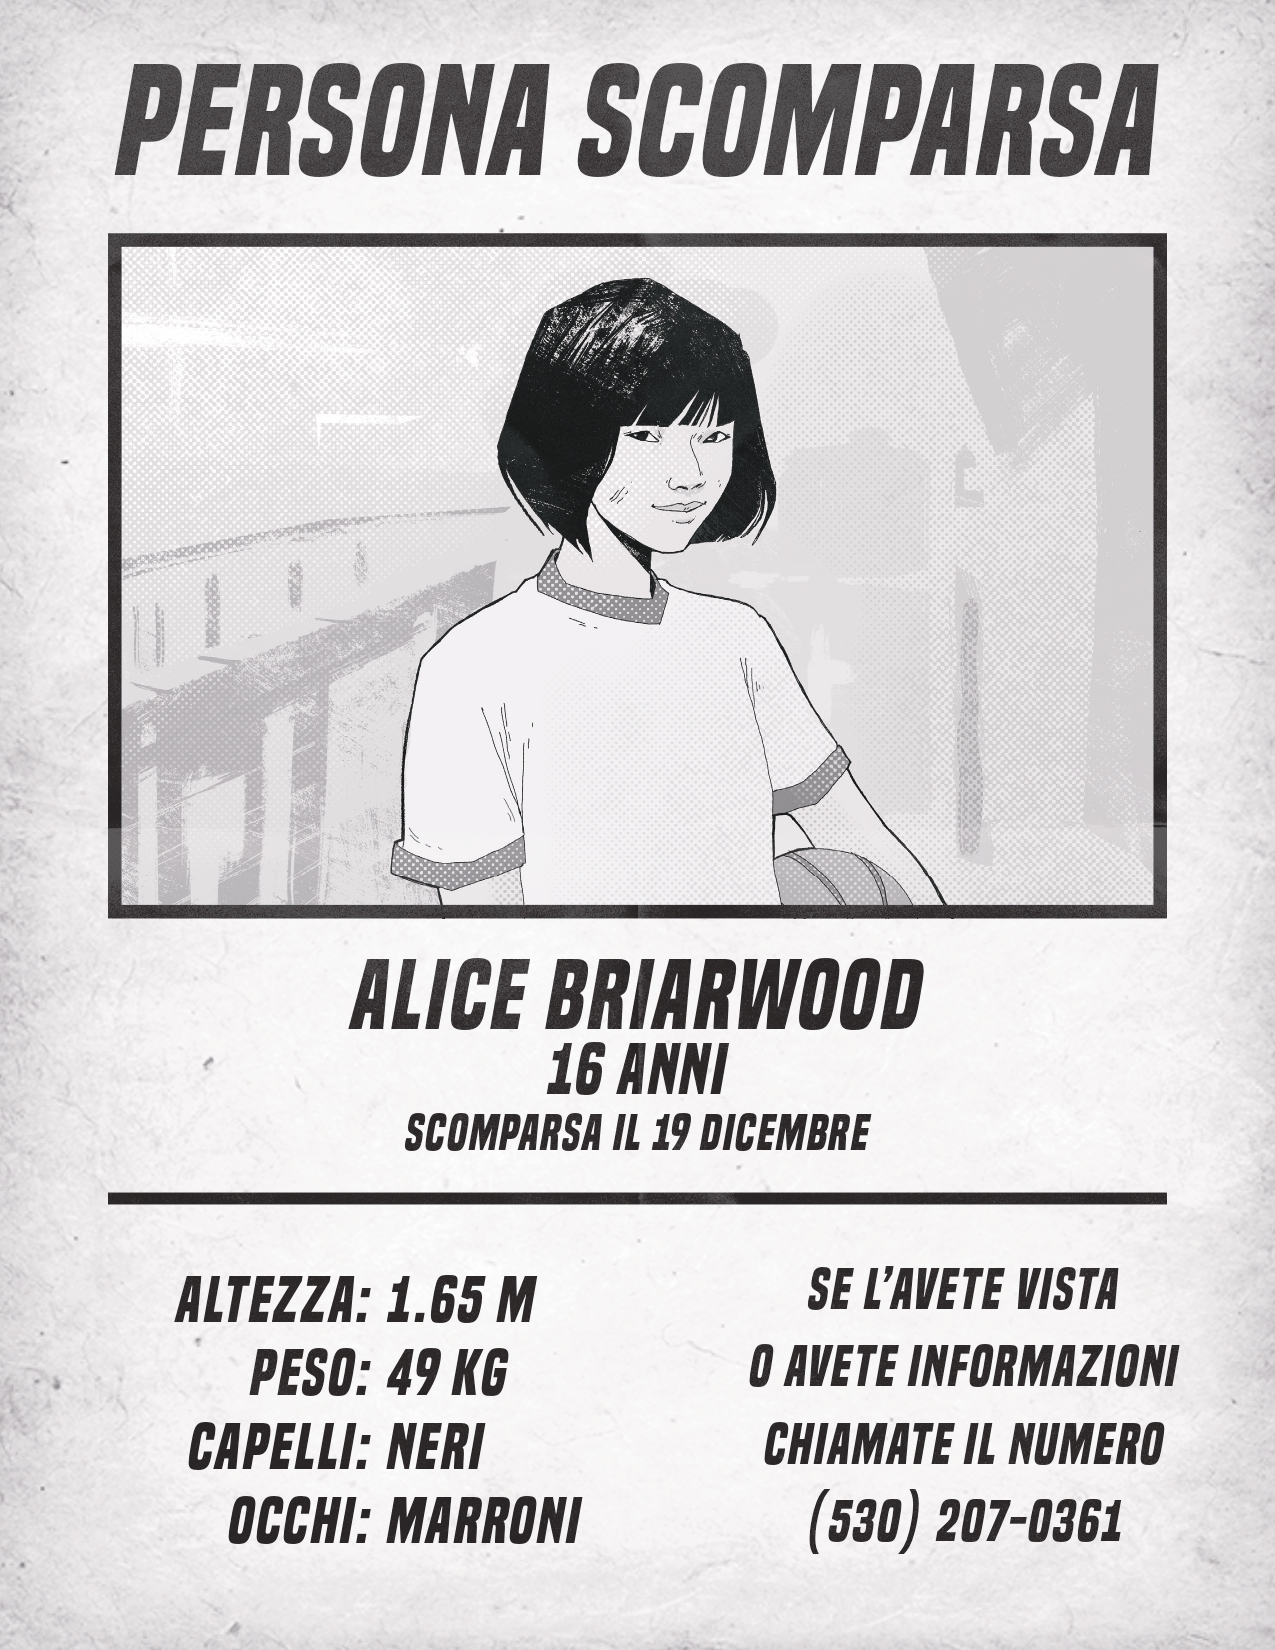 PERSONA SCOMPARSA
ALICE BRIARWOOD
16 ANNI
SCOMPARSA IL 19 DICEMBRE
ALTEZZA: 1.65 M
PESO: 49 KG
CAPELLI: NERI
OCCHI: MARRONI
SE L'AVETE VISTA
O AVETE INFORMAZIONI
CHIAMATE IL NUMERO
(530) 207-0361